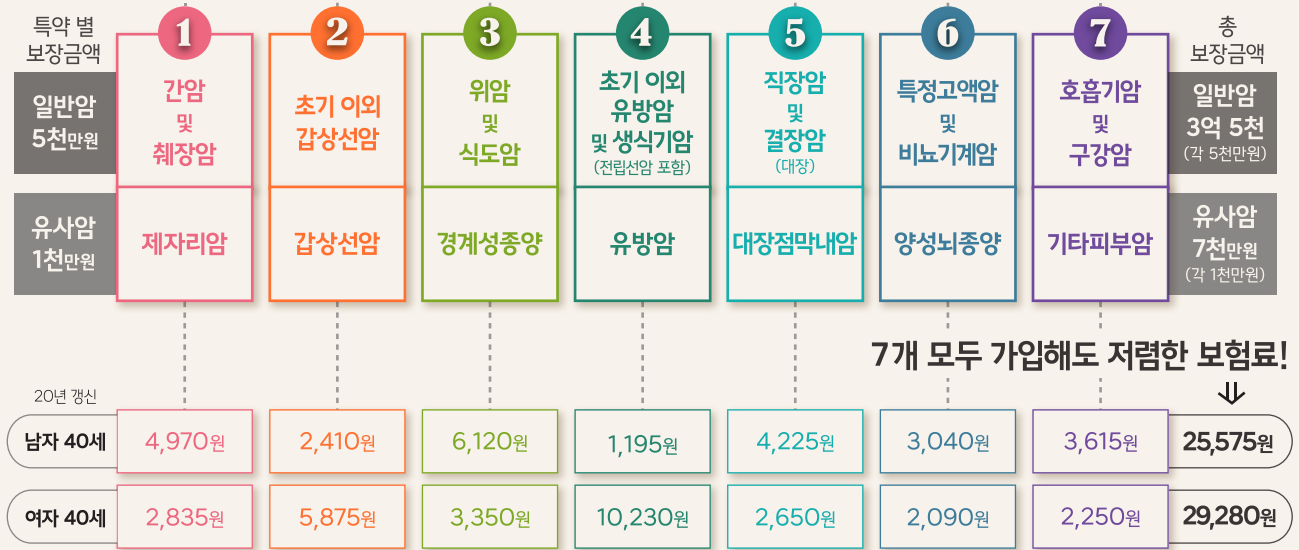 특약 별
보장금액
1
2
3
4
5
6
7
총
보장금액
일반암
5천만원
간암
및
췌장암
초기 이외
갑상선암
위암
및
식도암
초기 이외
유방암
및 생식기암
(전립선암 포함)
직장암
및
결장암
(대장)
특정고액암
및
비뇨기계암
호흡기암
및
구강암
일반암
3억 5천
(각 5천만원)
유사암
1천만원
제자리암
갑상선암
경계성종양
유방암
대장점막내암
양성뇌종양
기타피부암
유사암
7천만원
(각 1천만원)
7개 모두 가입해도 저렴한 보험료!
20년 갱신
남자 40세
4,970원
2,410원
6,120원
1,195원
4,225원
3,040원
3,615원
25,575원
여자 40세
2,835원
5,875원
3,350원
10,230원
2,650원
2,090원
2,250원
29,280원